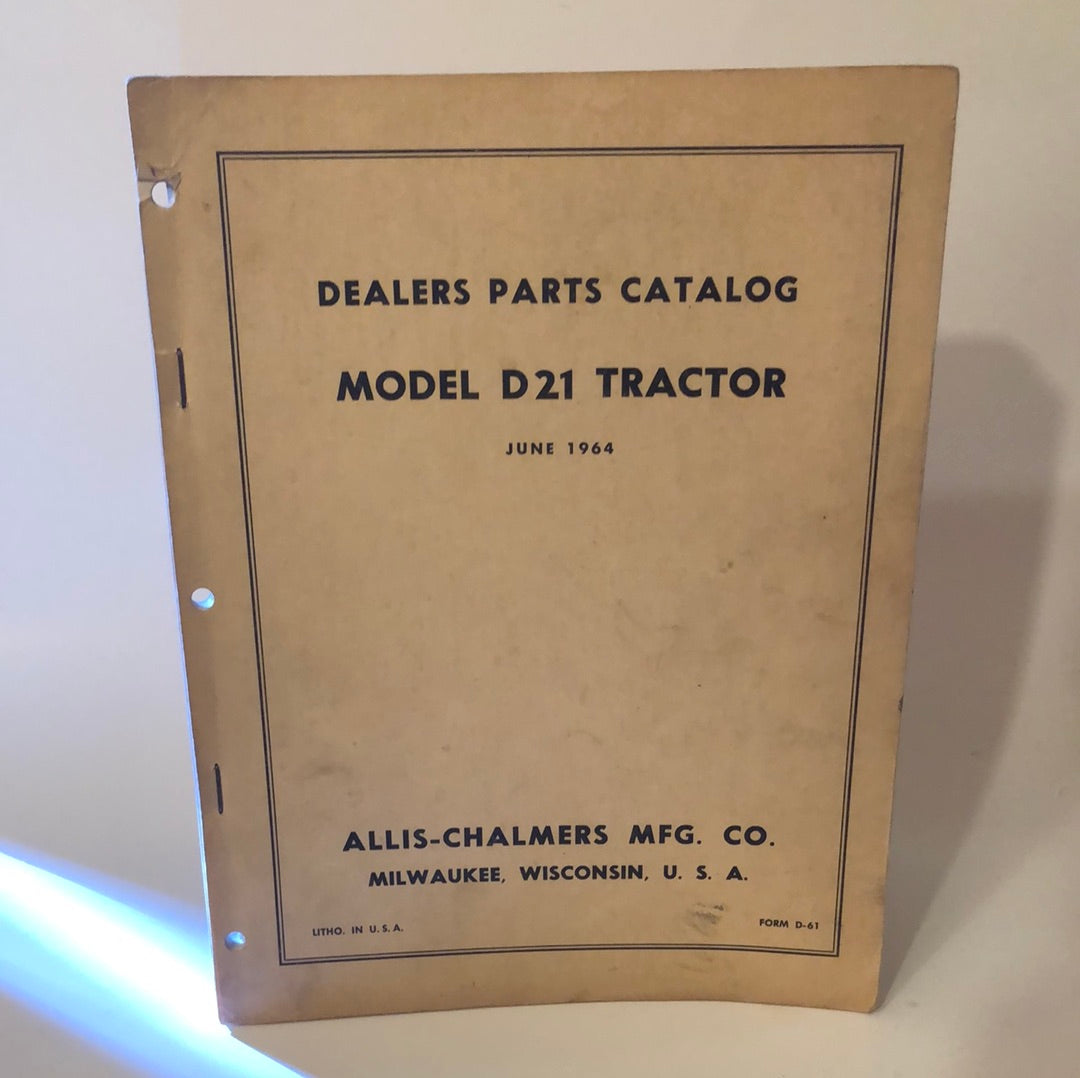 DEALERS PARTS CATALOG
MODEL D21 TRACTOR
JUNE 1964
ALLIS-CHALMERS MFG. CO.
MILWAUKEE, WISCONSIN, U. S. A.
LITHO. IN U. S. A.
FORM D-61